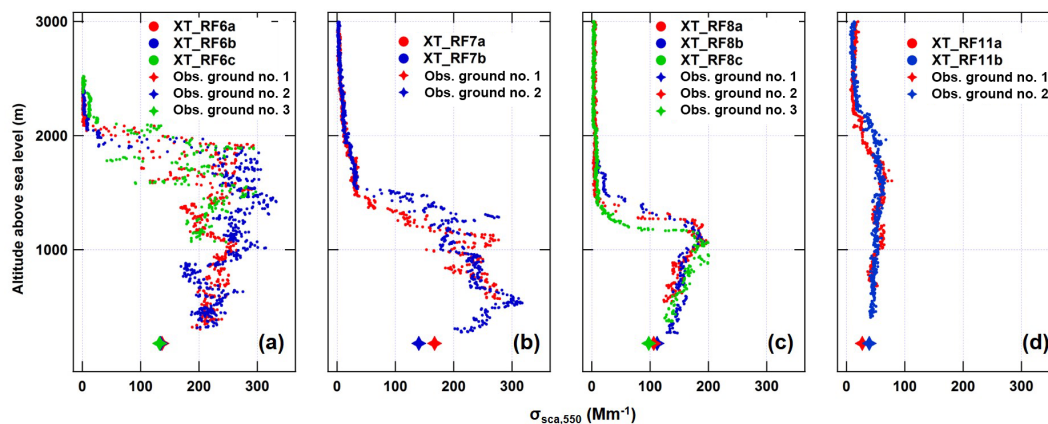 3000
2000
1000
Altitude above sea level (m)
XT_RF6a
XT_RF6b
XT_RF6c
Obs. ground no. 1
Obs. ground no. 2
Obs. ground no. 3
(a)
0 100 200 300
XT_RF7a
XT_RF7b
Obs. ground no. 1
Obs. ground no. 2
(b)
0 100 200 300
XT_RF8a
XT_RF8b
XT_RF8c
Obs. ground no. 1
Obs. ground no. 2
Obs. ground no. 3
(c)
0 100 200 300
XT_RF11a
XT_RF11b
Obs. ground no. 1
Obs. ground no. 2
(d)
0 100 200 300
σsca,550 (Mm⁻¹)